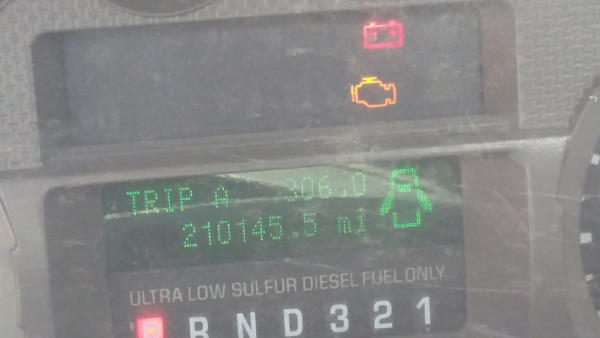 TRIP A 306.0
210145.5 mi
ULTRA LOW SULFUR DIESEL FUEL ONLY
P R N D 3 2 1